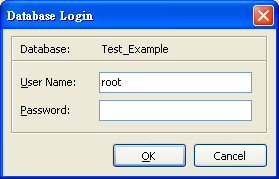 Database Login
Database: Test_Example
User Name: root
Password:
OK Cancel